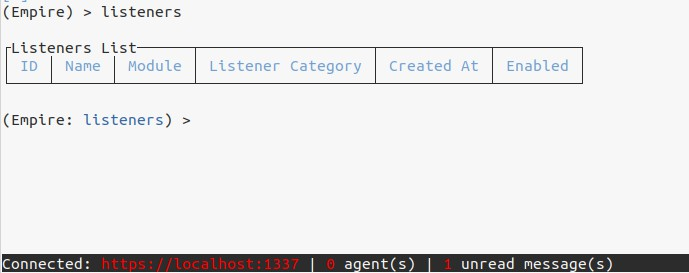 (Empire) > listeners
Listeners List
ID Name Module Listener Category Created At Enabled
(Empire: listeners) >
Connected: https://localhost:1337 | 0 agent(s) | 1 unread message(s)